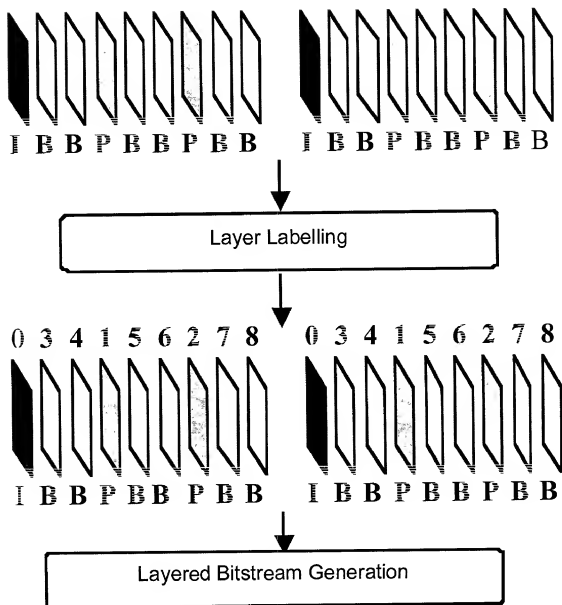 I B B P B B P B B I B B P B B P B B
Layer Labelling
0 3 4 1 5 6 2 7 8 0 3 4 1 5 6 2 7 8
I B B P B B P B B I B B P B B P B B
Layered Bitstream Generation